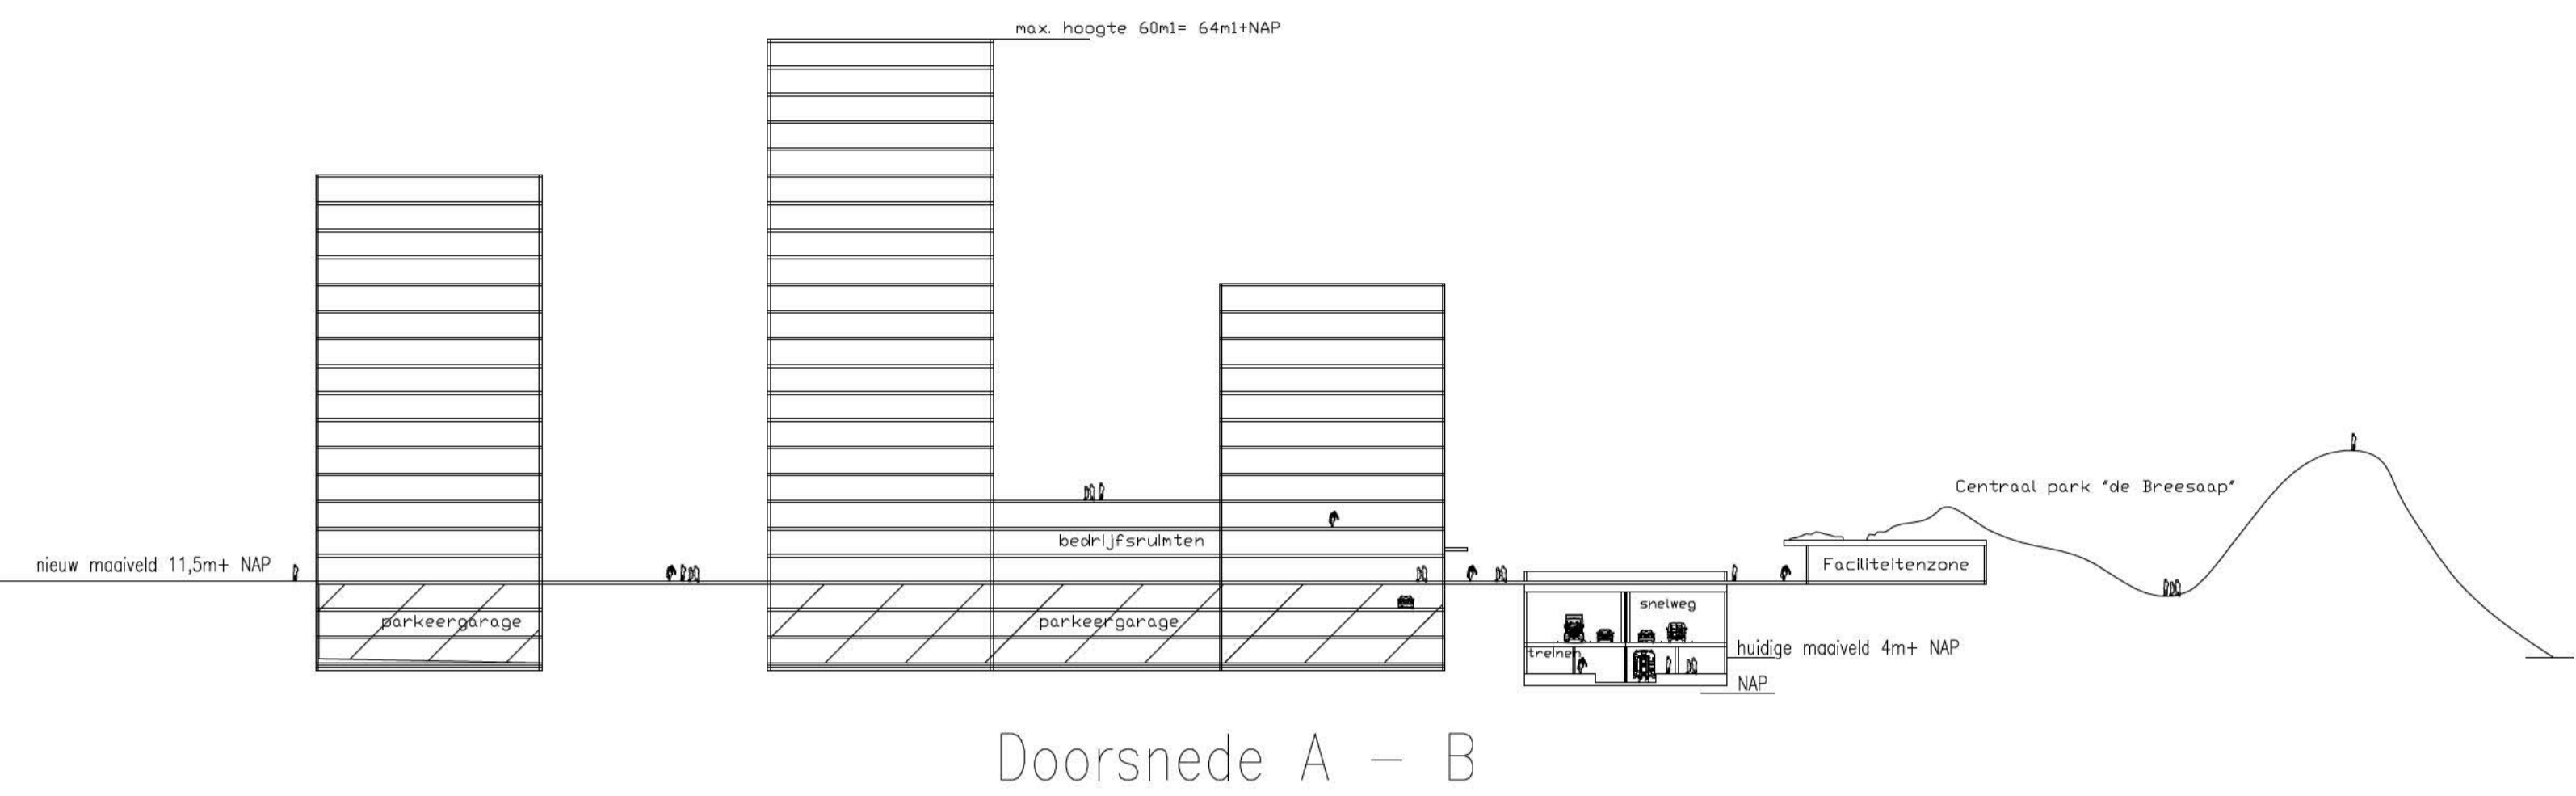 max. hoogte 60m1= 64m1+NAP
Centraal park "de Breesaap"
bedrijfsruimten
nieuw maaiveld 11,5m+ NAP
Faciliteitenzone
snelweg
parkeergarage
parkeergarage
huidige maaiveld 4m+ NAP
treinen
NAP
Doorsnede A - B